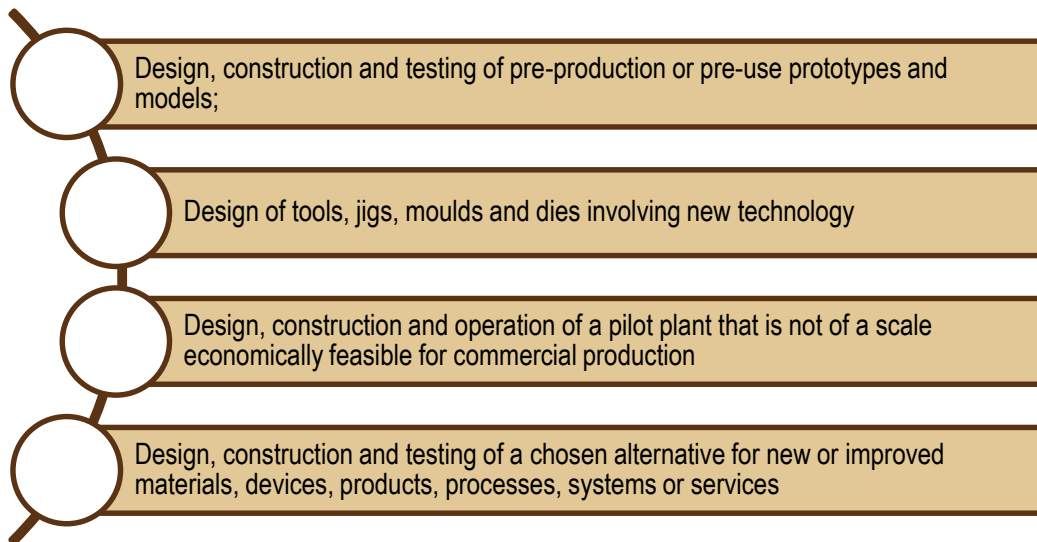 Design, construction and testing of pre-production or pre-use prototypes and
models;
Design of tools, jigs, moulds and dies involving new technology
Design, construction and operation of a pilot plant that is not of a scale
economically feasible for commercial production
Design, construction and testing of a chosen alternative for new or improved
materials, devices, products, processes, systems or services